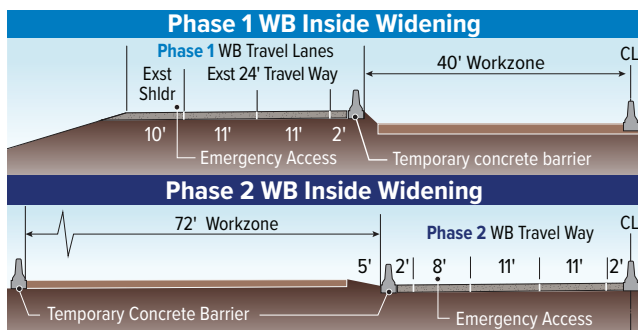 Phase 1 WB Inside Widening
Phase 1 WB Travel Lanes
CL
Exst
Shldr
Exst 24' Travel Way
40' Workzone
10'
11'
11'
2'
Emergency Access
Temporary concrete barrier
Phase 2 WB Inside Widening
72' Workzone
Phase 2 WB Travel Way
CL
5'
2'
8'
11'
11'
2'
Temporary Concrete Barrier
Emergency Access